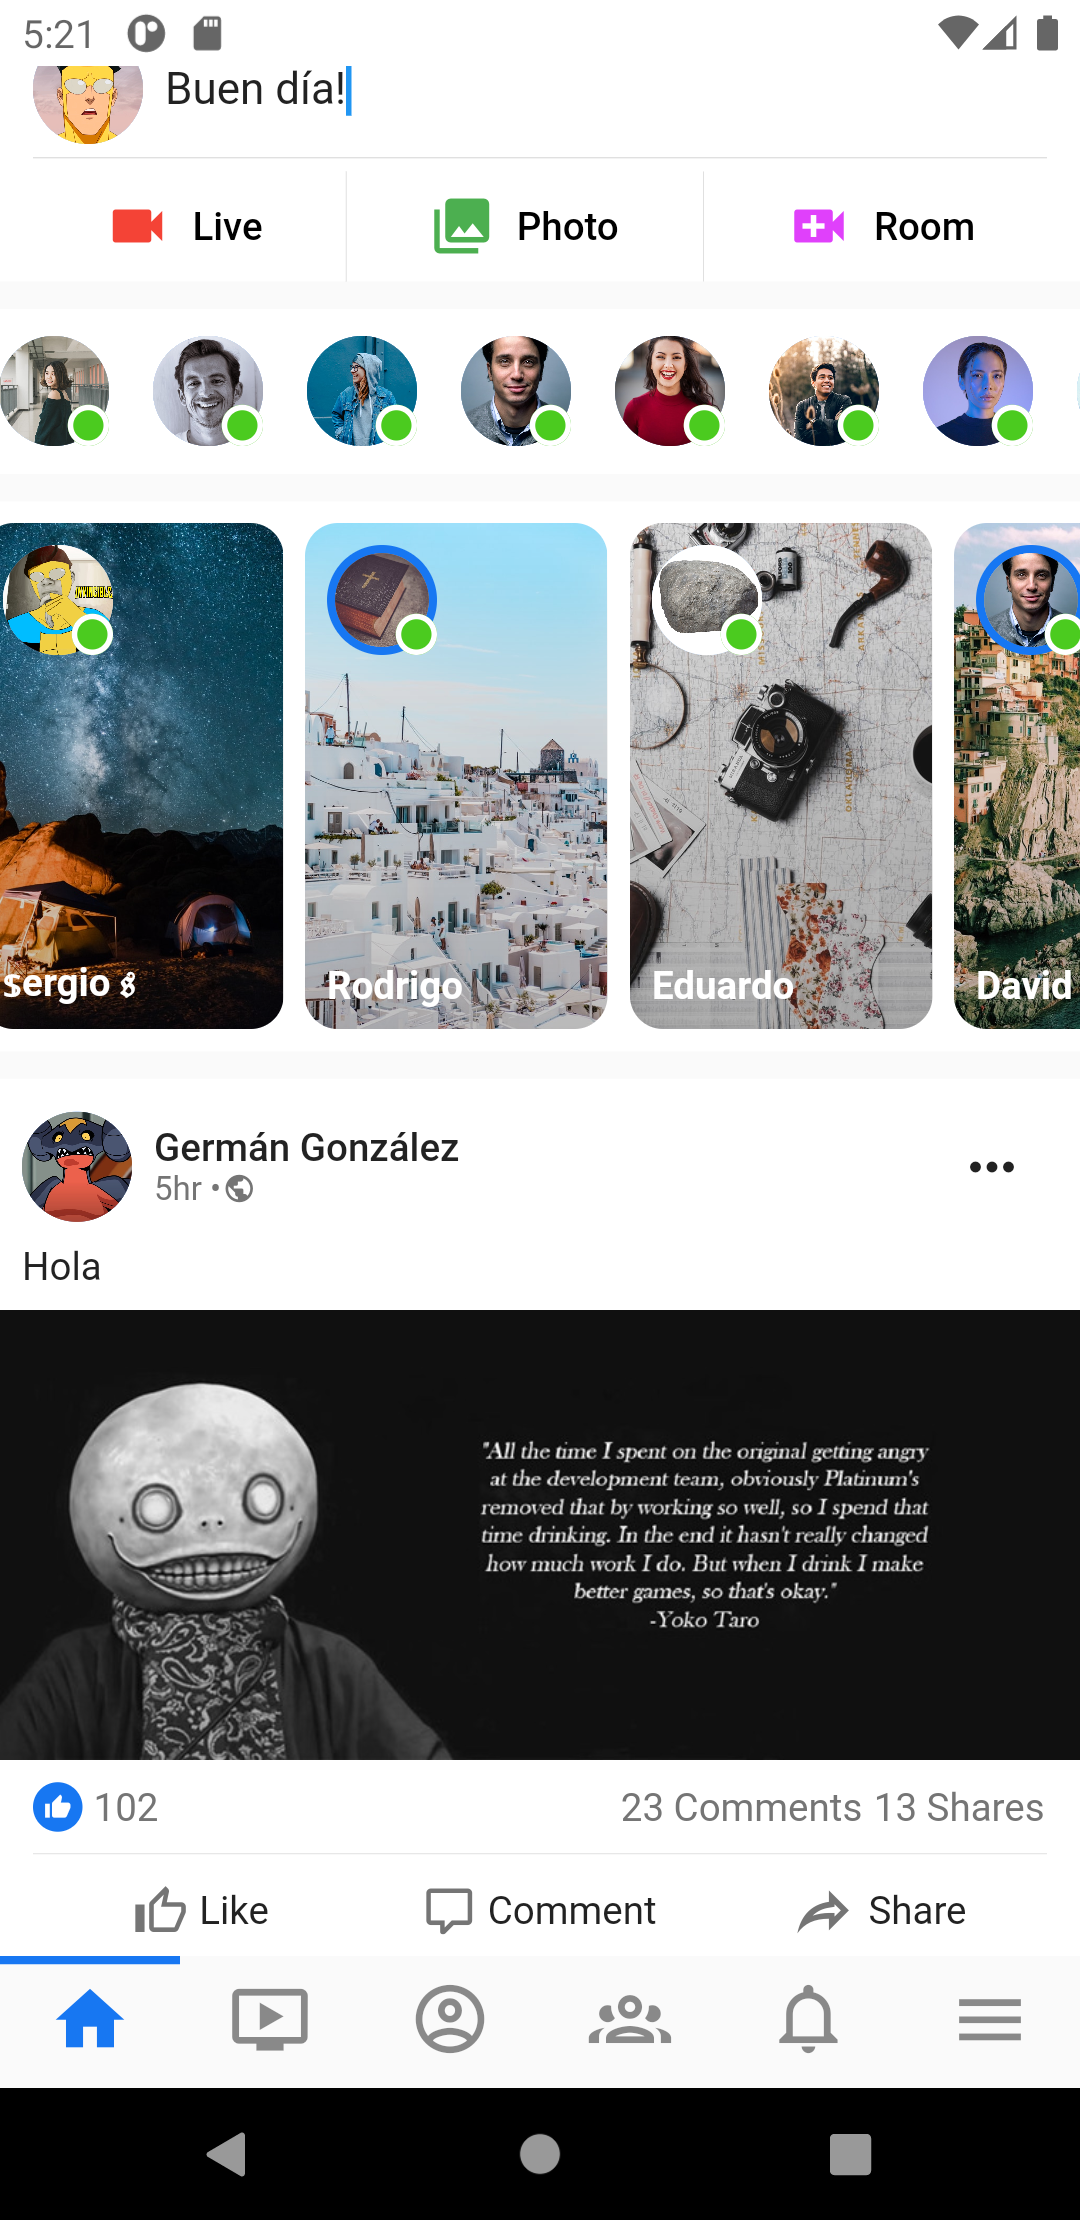 5:21
Buen día!
Live
Photo
Room
INVINCIBLE
sergio 🎗
Rodrigo
Eduardo
David
OKLAHOMA
Germán González
5hr •
Hola
"All the time I spent on the original getting angry
at the development team, obviously Platinum's
removed that by working so well, so I spend that
time drinking. In the end it hasn't really changed
how much work I do. But when I drink I make
better games, so that's okay."
-Yoko Taro
102
23 Comments 13 Shares
Like
Comment
Share